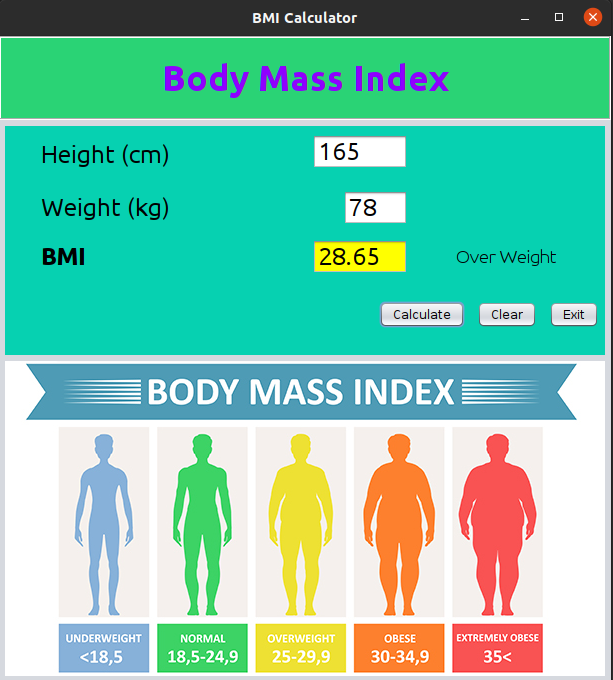 BMI Calculator
Body Mass Index
Height (cm) 165
Weight (kg) 78
BMI 28.65 Over Weight
Calculate Clear Exit
BODY MASS INDEX
UNDERWEIGHT NORMAL OVERWEIGHT OBESE EXTREMELY OBESE
<18,5 18,5-24,9 25-29,9 30-34,9 35<